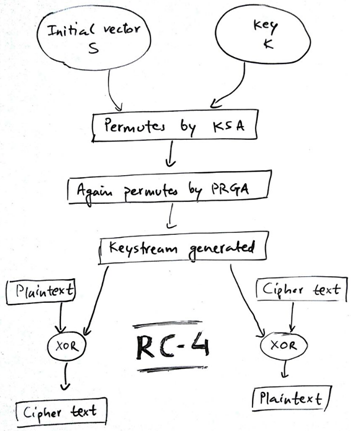 Initial vector
S
Key
K
Permutes by KSA
Again permutes by PRGA
Keystream generated
Plaintext
Cipher text
XOR
RC-4
XOR
Cipher text
Plaintext